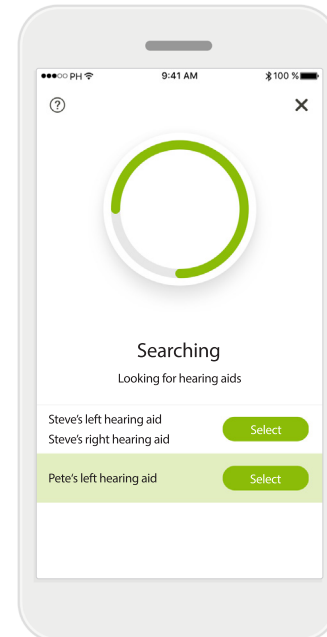 PH
9:41 AM
100 %
?
Searching
Looking for hearing aids
Steve's left hearing aid
Steve's right hearing aid
Select
Pete's left hearing aid
Select